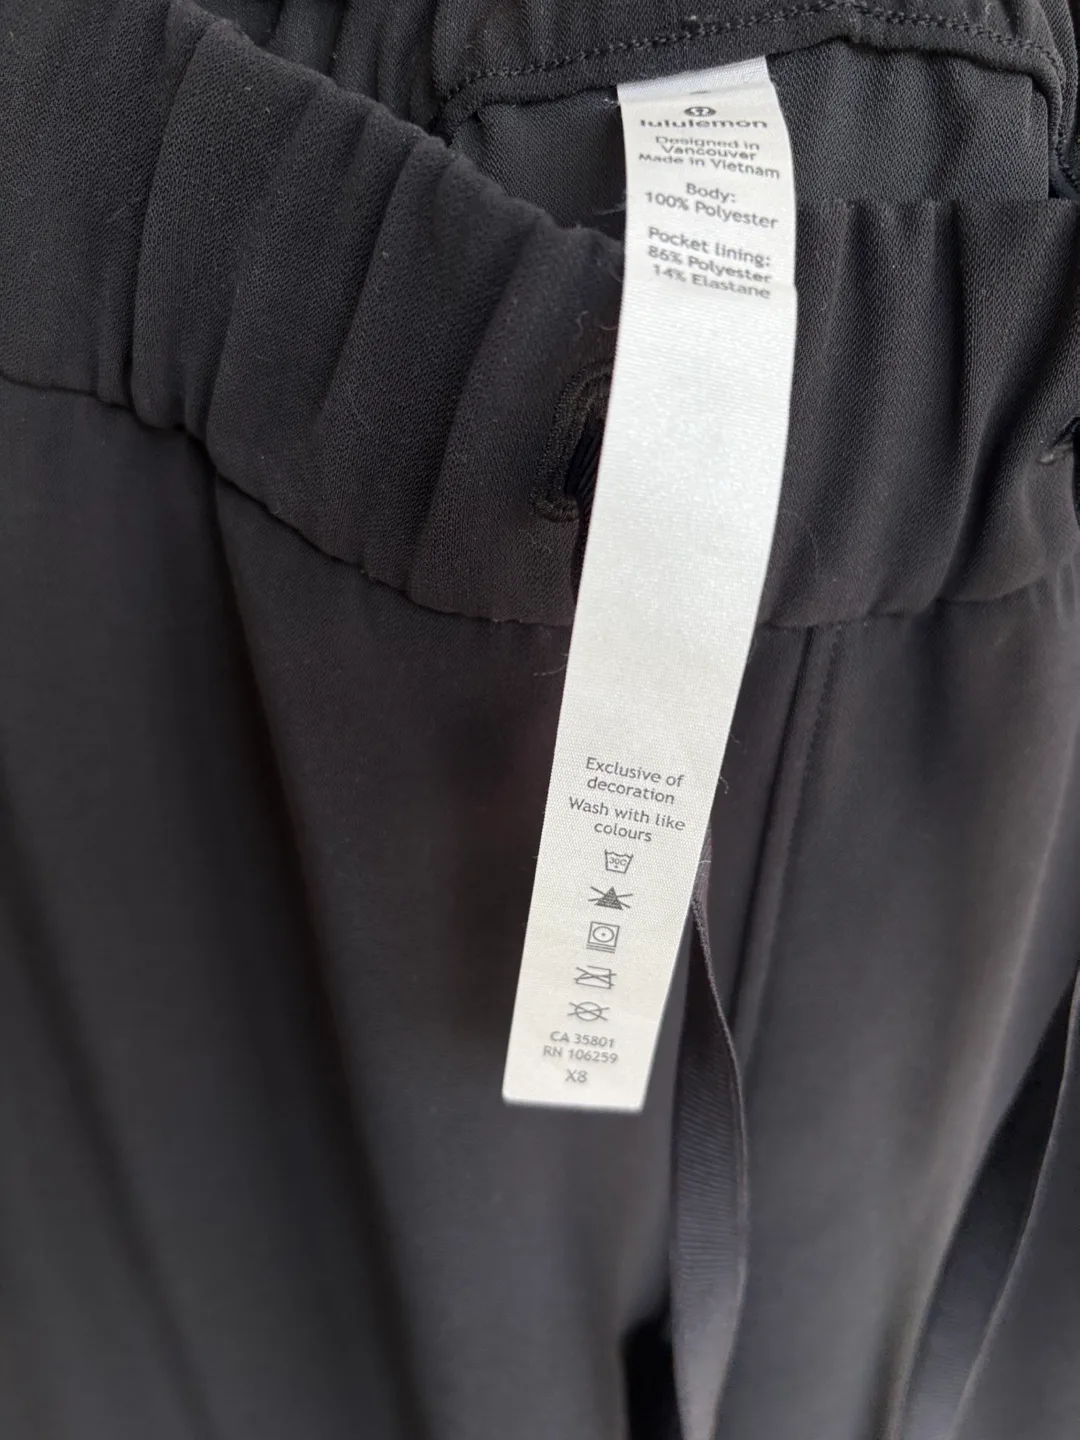 lululemon
Designed in
Vancouver
Made in Vietnam
Body:
100% Polyester
Pocket lining:
86% Polyester
14% Elastane
Exclusive of
decoration
Wash with like
colours
30C
CA 35801
RN 106259
X8